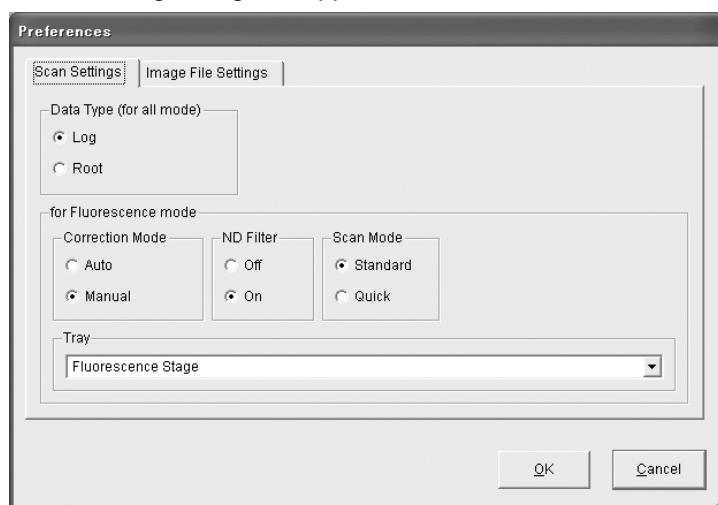 Preferences
Scan Settings Image File Settings
Data Type (for all mode)
Log
Root
for Fluorescence mode
Correction Mode ND Filter Scan Mode
Auto Off Standard
Manual On Quick
Tray
Fluorescence Stage
OK Cancel